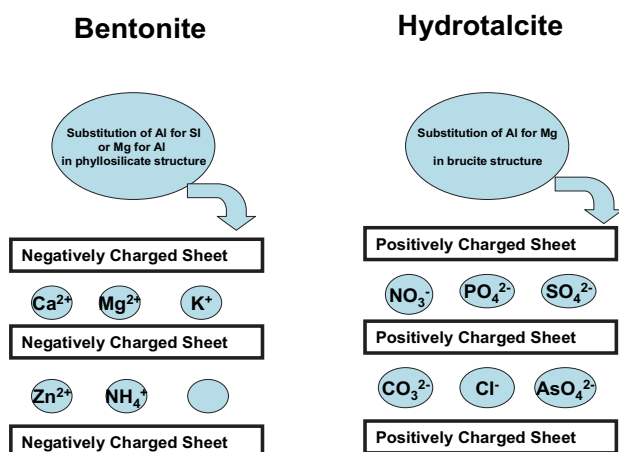 Bentonite
Substitution of Al for SI
or Mg for Al
in phyllosilicate structure
Negatively Charged Sheet
Ca²⁺ Mg²⁺ K⁺
Negatively Charged Sheet
Zn²⁺ NH₄⁺
Negatively Charged Sheet
Hydrotalcite
Substitution of Al for Mg
in brucite structure
Positively Charged Sheet
NO₃⁻ PO₄²⁻ SO₄²⁻
Positively Charged Sheet
CO₃²⁻ Cl⁻ AsO₄²⁻
Positively Charged Sheet